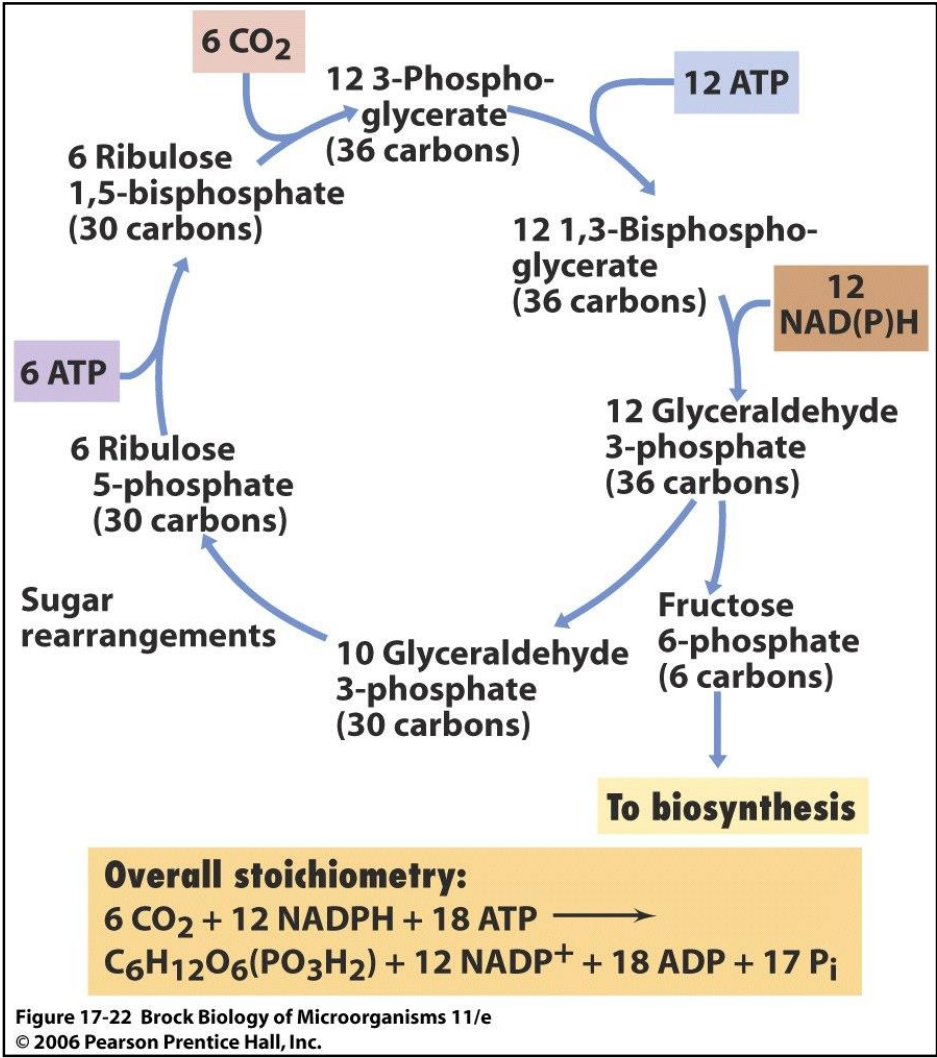 6 CO₂
12 3-Phospho-
glycerate
(36 carbons)
12 ATP
6 Ribulose
1,5-bisphosphate
(30 carbons)
12 1,3-Bisphospho-
glycerate
(36 carbons)
12
NAD(P)H
6 ATP
12 Glyceraldehyde
3-phosphate
(36 carbons)
6 Ribulose
5-phosphate
(30 carbons)
Sugar
rearrangements
10 Glyceraldehyde
3-phosphate
(30 carbons)
Fructose
6-phosphate
(6 carbons)
To biosynthesis
Overall stoichiometry:
6 CO₂ + 12 NADPH + 18 ATP ⟶
C₆H₁₂O₆(PO₃H₂) + 12 NADP⁺ + 18 ADP + 17 Pᵢ
Figure 17-22 Brock Biology of Microorganisms 11/e
© 2006 Pearson Prentice Hall, Inc.